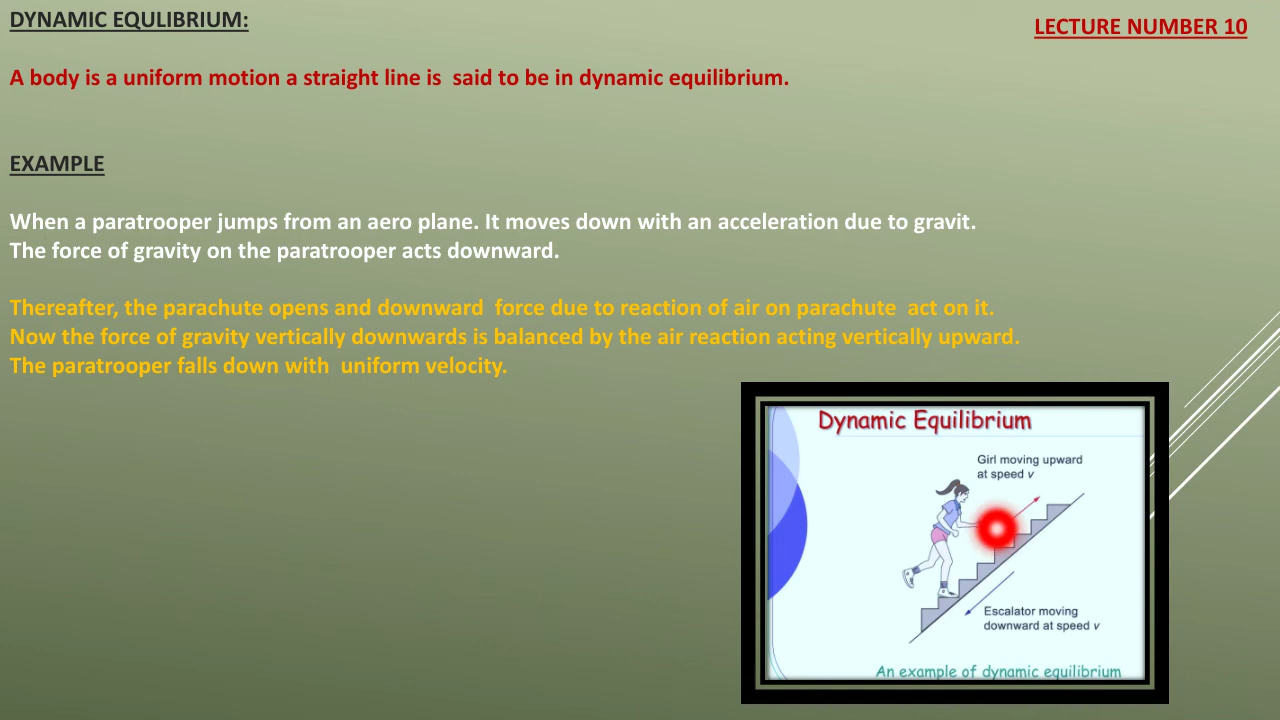 DYNAMIC EQULIBRIUM:
LECTURE NUMBER 10
A body is a uniform motion a straight line is  said to be in dynamic equilibrium.
EXAMPLE
When a paratrooper jumps from an aero plane. It moves down with an acceleration due to gravit.
The force of gravity on the paratrooper acts downward.
Thereafter, the parachute opens and downward  force due to reaction of air on parachute  act on it.
Now the force of gravity vertically downwards is balanced by the air reaction acting vertically upward.
The paratrooper falls down with  uniform velocity.
Dynamic Equilibrium
Girl moving upward
at speed v
Escalator moving
downward at speed v
An example of dynamic equilibrium